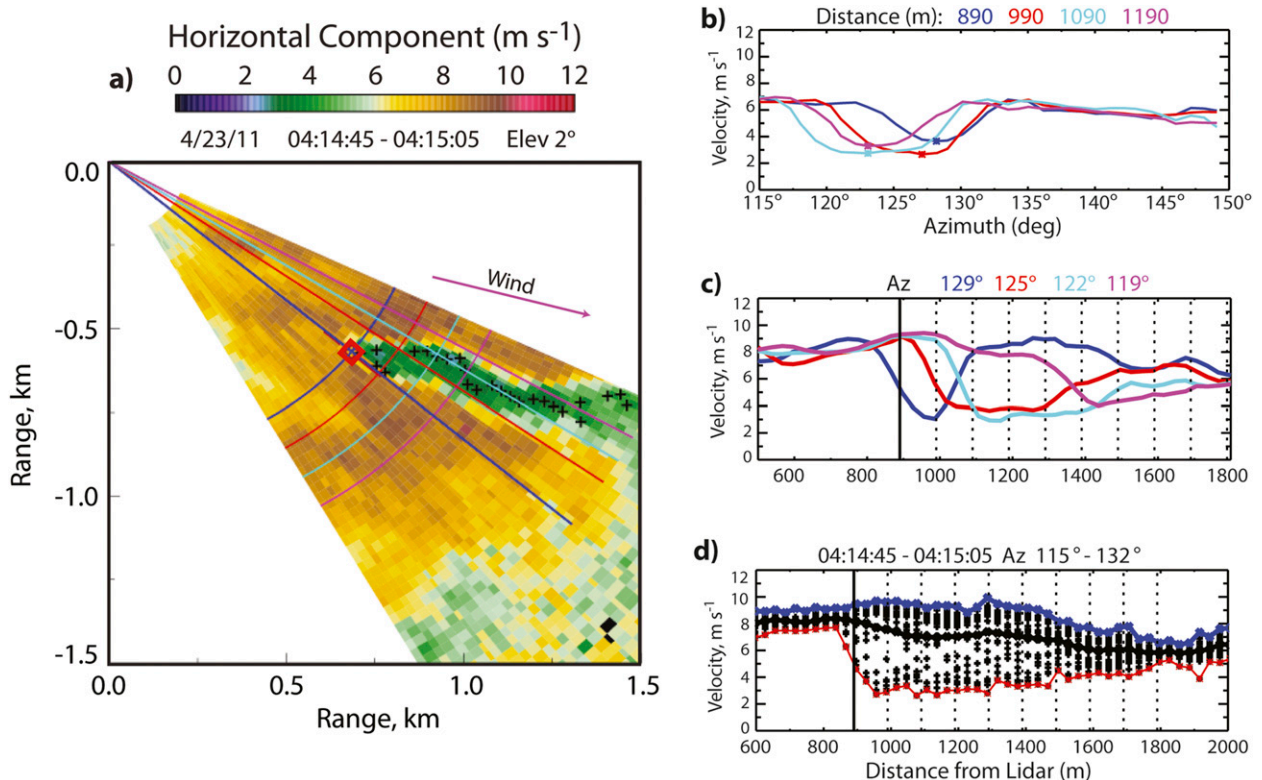 Horizontal Component (m s-1)
a) 0 2 4 6 8 10 12
4/23/11 04:14:45 - 04:15:05 Elev 2°
0.0
-0.5
-1.0
-1.5
Range, km
Wind
0.0 0.5 1.0 1.5
Range, km
b) Distance (m): 890 990 1090 1190
12
10
8
6
4
2
0
Velocity, m s-1
115° 120° 125° 130° 135° 140° 145° 150°
Azimuth (deg)
c) Az 129° 125° 122° 119°
12
10
8
6
4
2
0
Velocity, m s-1
600 800 1000 1200 1400 1600 1800
d) 04:14:45 - 04:15:05 Az 115° - 132°
12
10
8
6
4
2
0
Velocity, m s-1
600 800 1000 1200 1400 1600 1800 2000
Distance from Lidar (m)